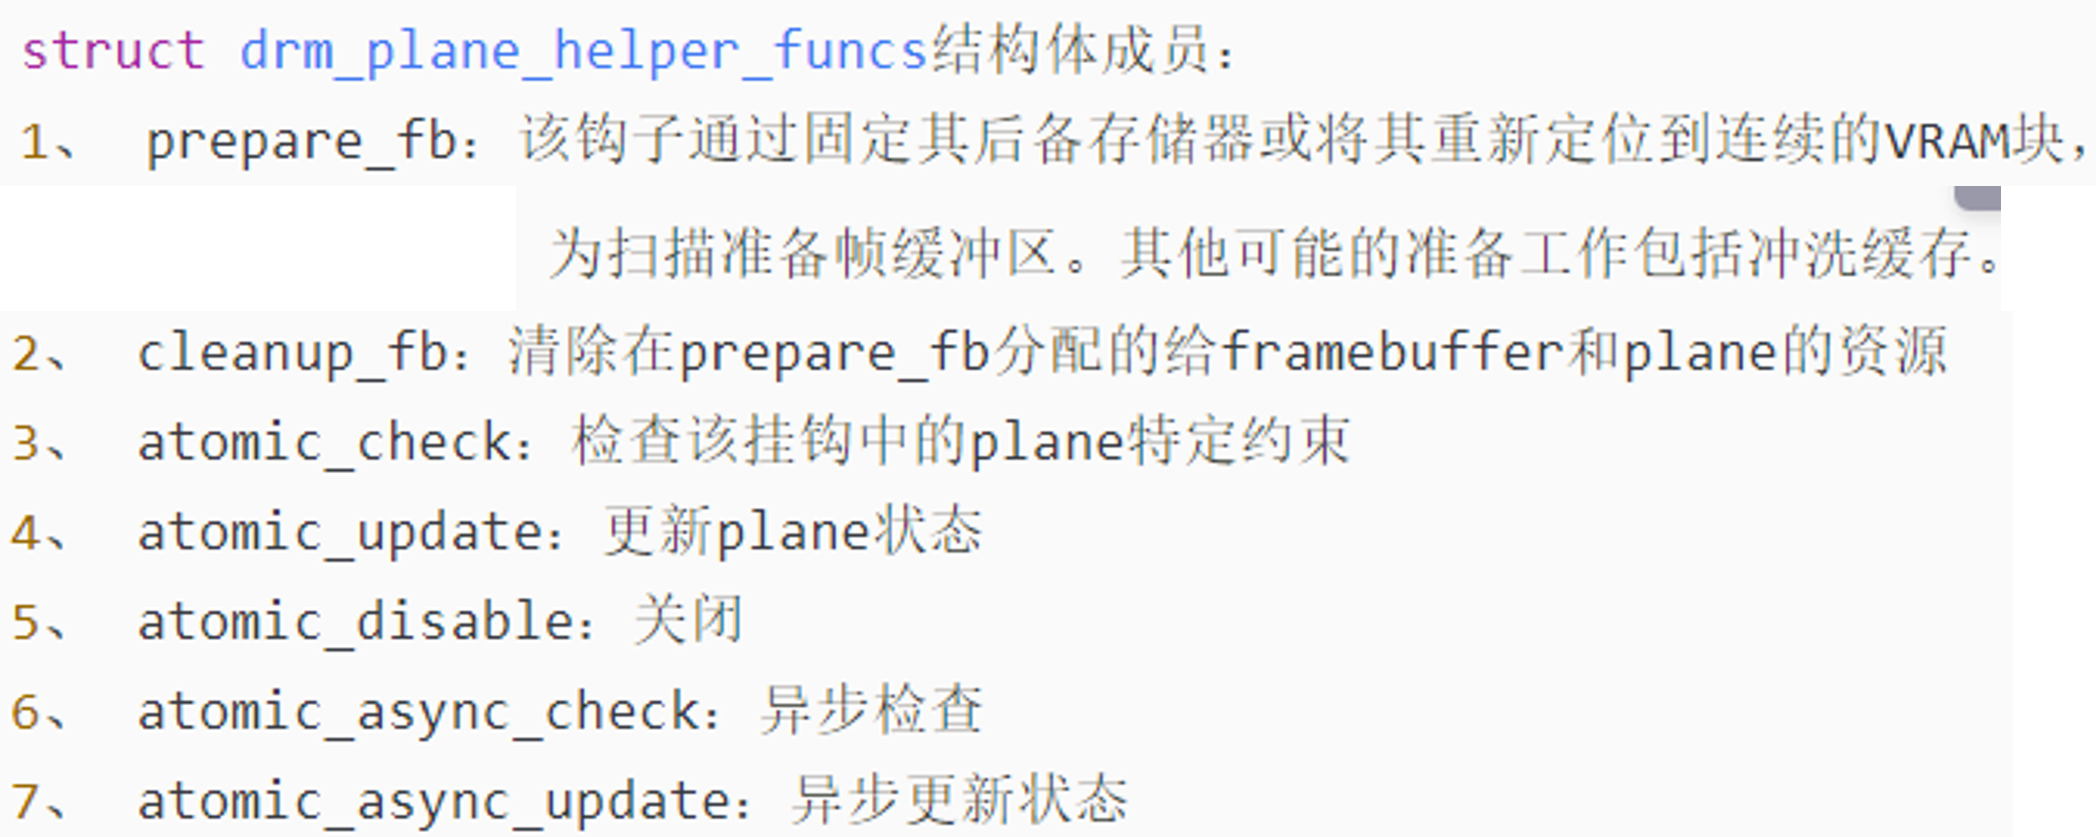 struct drm_plane_helper_funcs结构体成员：
1、 prepare_fb：该钩子通过固定其后备存储器或将其重新定位到连续的VRAM块，
为扫描准备帧缓冲区。其他可能的准备工作包括冲洗缓存。
2、 cleanup_fb：清除在prepare_fb分配的给framebuffer和plane的资源
3、 atomic_check：检查该挂钩中的plane特定约束
4、 atomic_update：更新plane状态
5、 atomic_disable：关闭
6、 atomic_async_check：异步检查
7、 atomic_async_update：异步更新状态